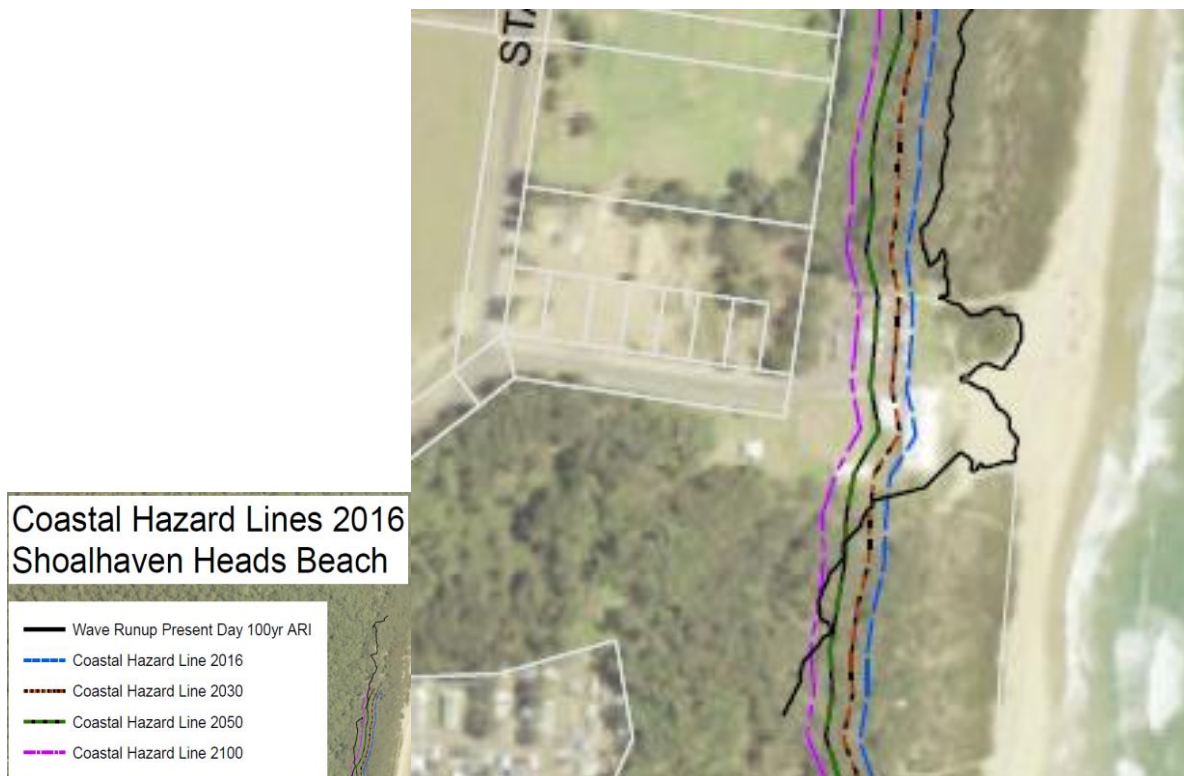 STA
Coastal Hazard Lines 2016
Shoalhaven Heads Beach
Wave Runup Present Day 100yr ARI
Coastal Hazard Line 2016
Coastal Hazard Line 2030
Coastal Hazard Line 2050
Coastal Hazard Line 2100